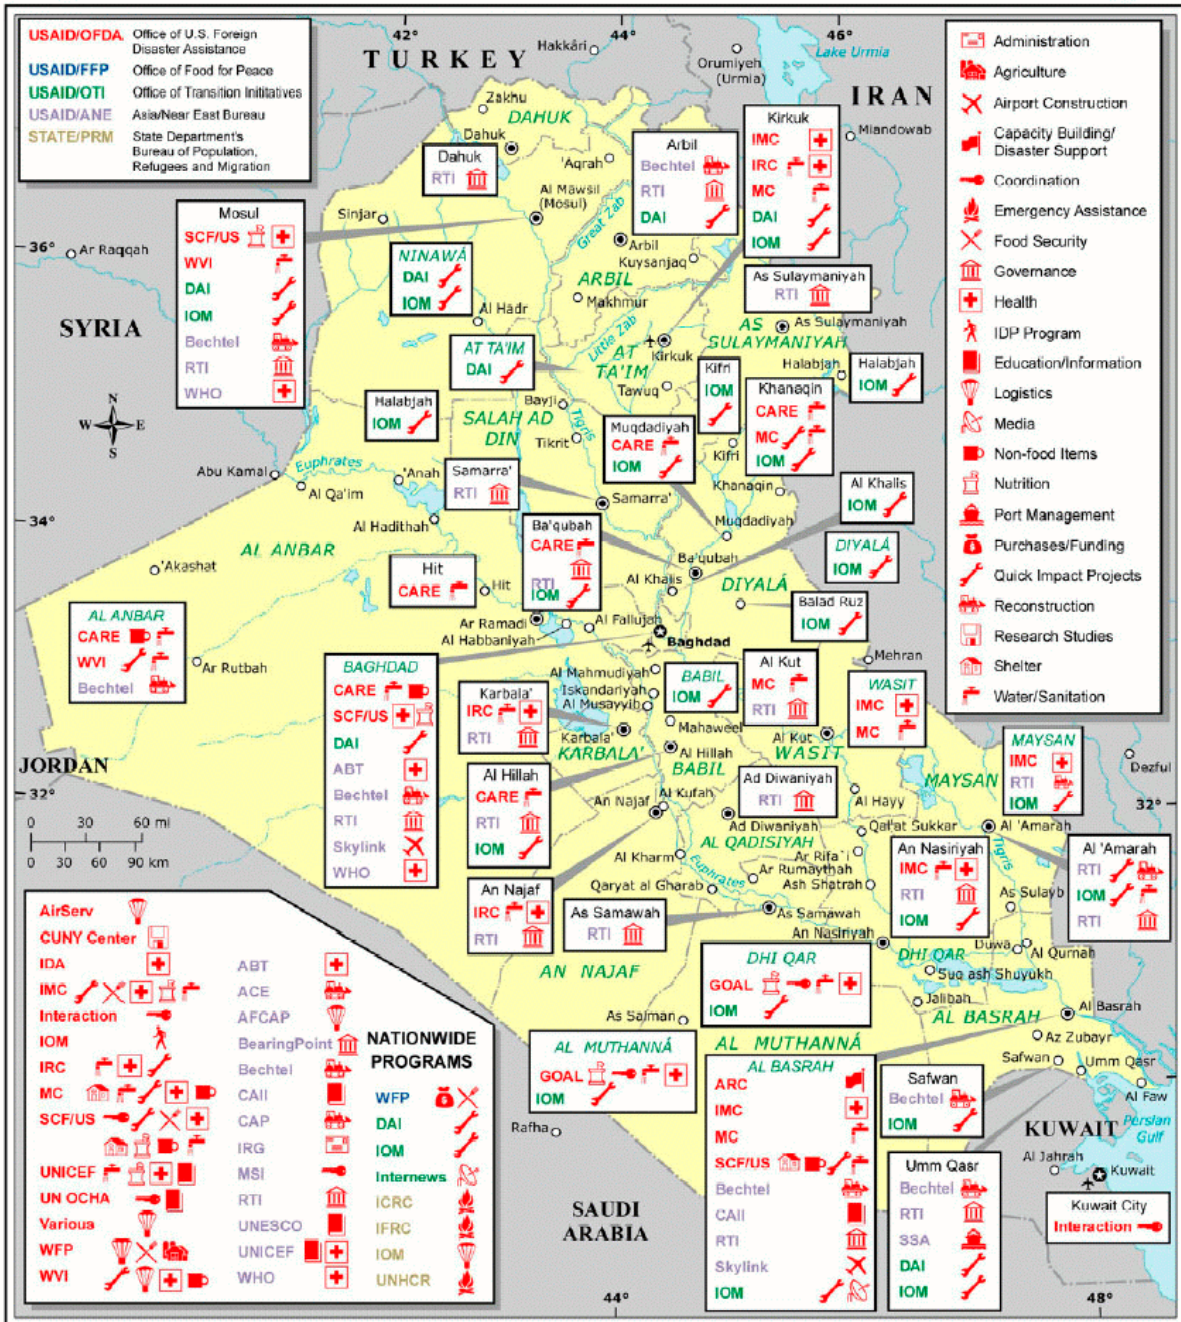 USAID/OFDA Office of U.S. Foreign
Disaster Assistance
USAID/FFP Office of Food for Peace
USAID/OTI Office of Transition Inititatives
USAID/ANE Asia/Near East Bureau
STATE/PRM State Department's
Bureau of Population,
Refugees and Migration
42°
44°
46°
TURKEY
Hakkâri
Orumiyeh
(Urmia)
Lake Urmia
IRAN
Miandowab
Administration
Agriculture
Airport Construction
Capacity Building/
Disaster Support
Coordination
Emergency Assistance
Food Security
Governance
Health
IDP Program
Education/Information
Logistics
Media
Non-food Items
Nutrition
Port Management
Purchases/Funding
Quick Impact Projects
Reconstruction
Research Studies
Shelter
Water/Sanitation
Zakhu
DAHUK
Dahuk
Dahuk
RTI
'Aqrah
Al Mawsil
(Mosul)
Arbil
Bechtel
RTI
DAI
Kirkuk
IMC
IRC
MC
DAI
IOM
Mosul
SCF/US
WVI
DAI
IOM
Bechtel
RTI
WHO
Sinjar
36°
Ar Raqqah
SYRIA
NINAWÁ
DAI
IOM
Great Zab
Arbil
Kuysanjaq
ARBIL
Makhmur
Al Hadr
Little Zab
As Sulaymaniyah
RTI
As Sulaymaniyah
AS
SULAYMANIYAH
AT TA'IM
DAI
AT
TA'IM
Kirkuk
Tawuq
Halabjah
Halabjah
IOM
Kifri
IOM
Khanaqin
CARE
MC
IOM
Halabjah
IOM
Bayji
SALAH AD
DIN
Tigris
Tikrit
Muqdadiyah
CARE
IOM
Kifri
N
W E
S
Abu Kamal
Euphrates
'Anah
Al Qa'im
Samarra'
RTI
Samarra'
Khanaqin
Al Khalis
IOM
34°
Al Hadithah
Muqdadiyah
AL ANBAR
'Akashat
Ba'qubah
CARE
RTI
IOM
Ba'qubah
DIYALÁ
IOM
Hit
CARE
Hit
Al Khalis
DIYALÁ
Balad Ruz
IOM
AL ANBAR
CARE
WVI
Bechtel
Ar Rutbah
Ar Ramadi
Al Habbaniyah
Al Fallujah
Baghdad
Mehran
BAGHDAD
CARE
SCF/US
DAI
ABT
Bechtel
RTI
Skylink
WHO
Al Mahmudiyah
Iskandariyah
Al Musayyib
BABIL
IOM
Al Kut
MC
RTI
WASIT
IMC
MC
Karbala'
IRC
RTI
Karbala'
KARBALA'
Mahaweel
Al Hillah
BABIL
Al Kut
WASIT
MAYSAN
IMC
RTI
IOM
MAYSAN
Dezful
JORDAN
32°
32°
Al Hillah
CARE
RTI
IOM
Al Kufah
An Najaf
Ad Diwaniyah
RTI
Ad Diwaniyah
AL QADISIYAH
Al Hayy
Qal'at Sukkar
Al 'Amarah
Tigris
0 30 60 mi
0 30 60 90 km
Al Kharm
Euphrates
Ar Rifa`i
Ar Rumaythah
Ash Shatrah
Qaryat al Gharab
An Nasiriyah
IMC
RTI
IOM
Al 'Amarah
RTI
IOM
RTI
As Sulayb
An Najaf
IRC
RTI
As Samawah
RTI
As Samawah
An Nasiriyah
Duwa
Al Qurnah
DHI QAR
Suq ash Shuyukh
AN NAJAF
DHI QAR
GOAL
IOM
Jalibah
AL BASRAH
Al Basrah
As Salman
Az Zubayr
AL MUTHANNÁ
GOAL
IOM
AL MUTHANNÁ
Safwan
Umm Qasr
Al Faw
AL BASRAH
ARC
IMC
MC
SCF/US
Bechtel
CAII
RTI
Skylink
IOM
Safwan
Bechtel
IOM
Persian
Gulf
Rafha
KUWAIT
Al Jahrah
Kuwait
Umm Qasr
Bechtel
RTI
SSA
DAI
IOM
Kuwait City
Interaction
SAUDI
ARABIA
AirServ
CUNY Center
IDA
IMC
Interaction
IOM
IRC
MC
SCF/US
UNICEF
UN OCHA
Various
WFP
WVI
ABT
ACE
AFCAP
BearingPoint
Bechtel
CAII
CAP
IRG
MSI
RTI
UNESCO
UNICEF
WHO
NATIONWIDE
PROGRAMS
WFP
DAI
IOM
Internews
ICRC
IFRC
IOM
UNHCR
44°
48°